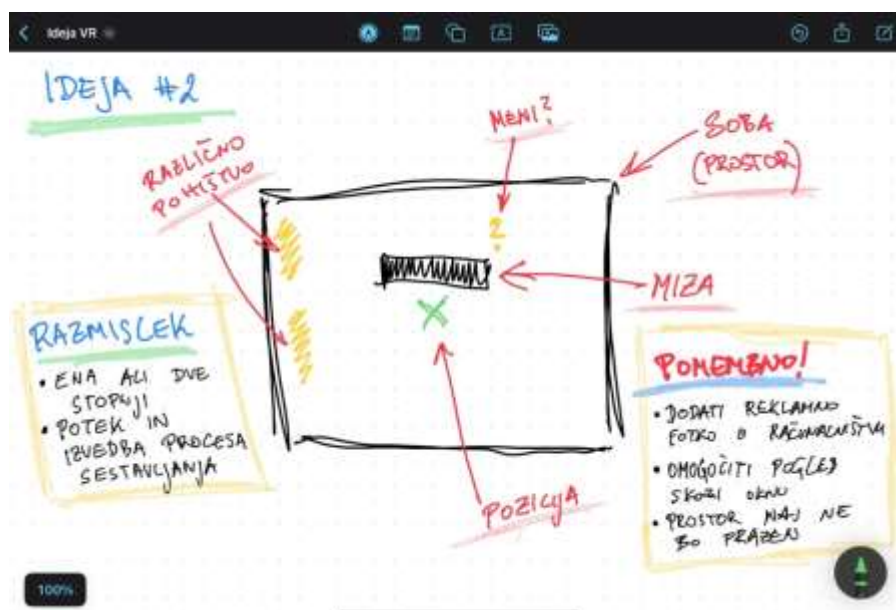 Ideja VR
IDEJA #2
MENI?
SOBA
(PROSTOR)
RAZLIČNO
POHIŠTVO
?
MIZA
RAZMISLEK
• ENA ALI DVE
STOPNJI
• POTEK IN
IZVEDBA PROCESA
SESTAVLJANJA
POMEMBNO!
• DODATI REKLAMNO
FOTKO O RAČUNALNIŠTVU
• OMOGOČITI POGLED
SKOZI OKNO
• PROSTOR NAJ NE
BO PRAZEN
POZICIJA
100%